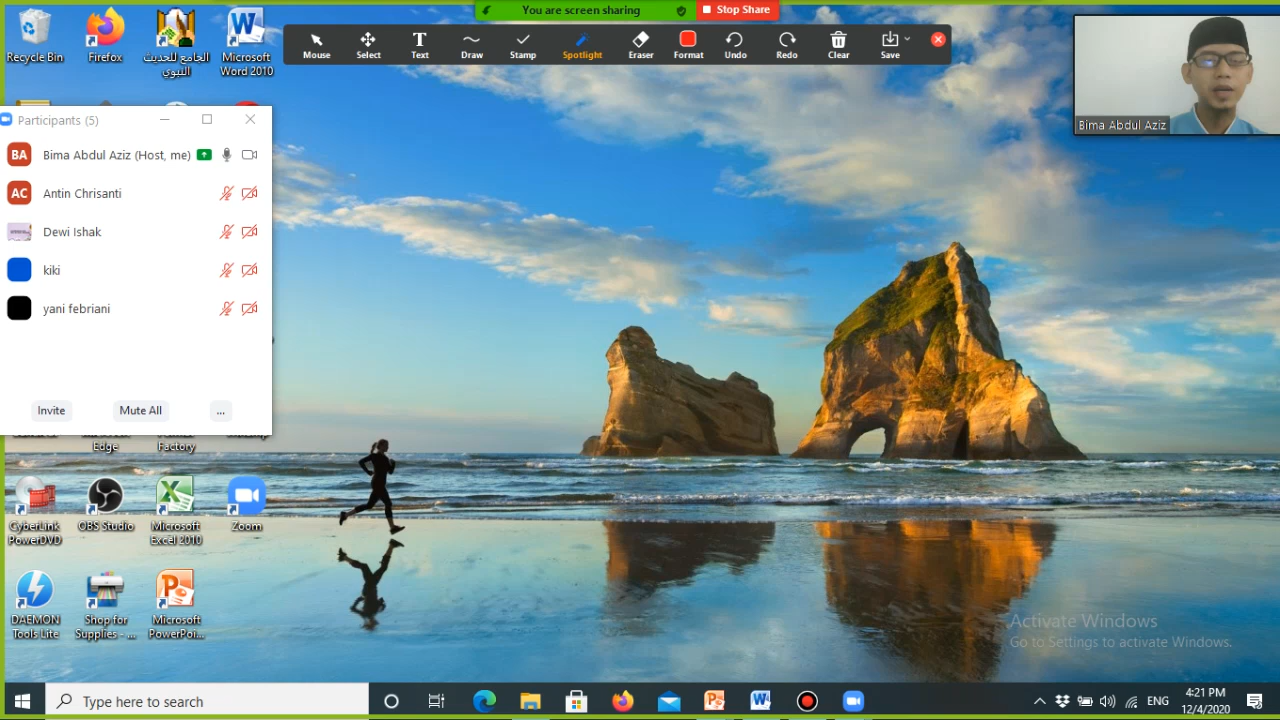 You are screen sharing
Stop Share
Mouse
Select
Text
Draw
Stamp
Spotlight
Eraser
Format
Undo
Redo
Clear
Save
Bima Abdul Aziz
Recycle Bin
Firefox
الجامع للحديث
النبوي
Microsoft
Word 2010
Participants (5)
BA
Bima Abdul Aziz (Host, me)
AC
Antin Chrisanti
Dewi Ishak
kiki
yani febriani
Invite
Mute All
...
Edge
Factory
CyberLink
PowerDVD
OBS Studio
Microsoft
Excel 2010
Zoom
DAEMON
Tools Lite
Shop for
Supplies - ...
Microsoft
PowerPoi...
Activate Windows
Go to Settings to activate Windows.
Type here to search
ENG
4:21 PM
12/4/2020